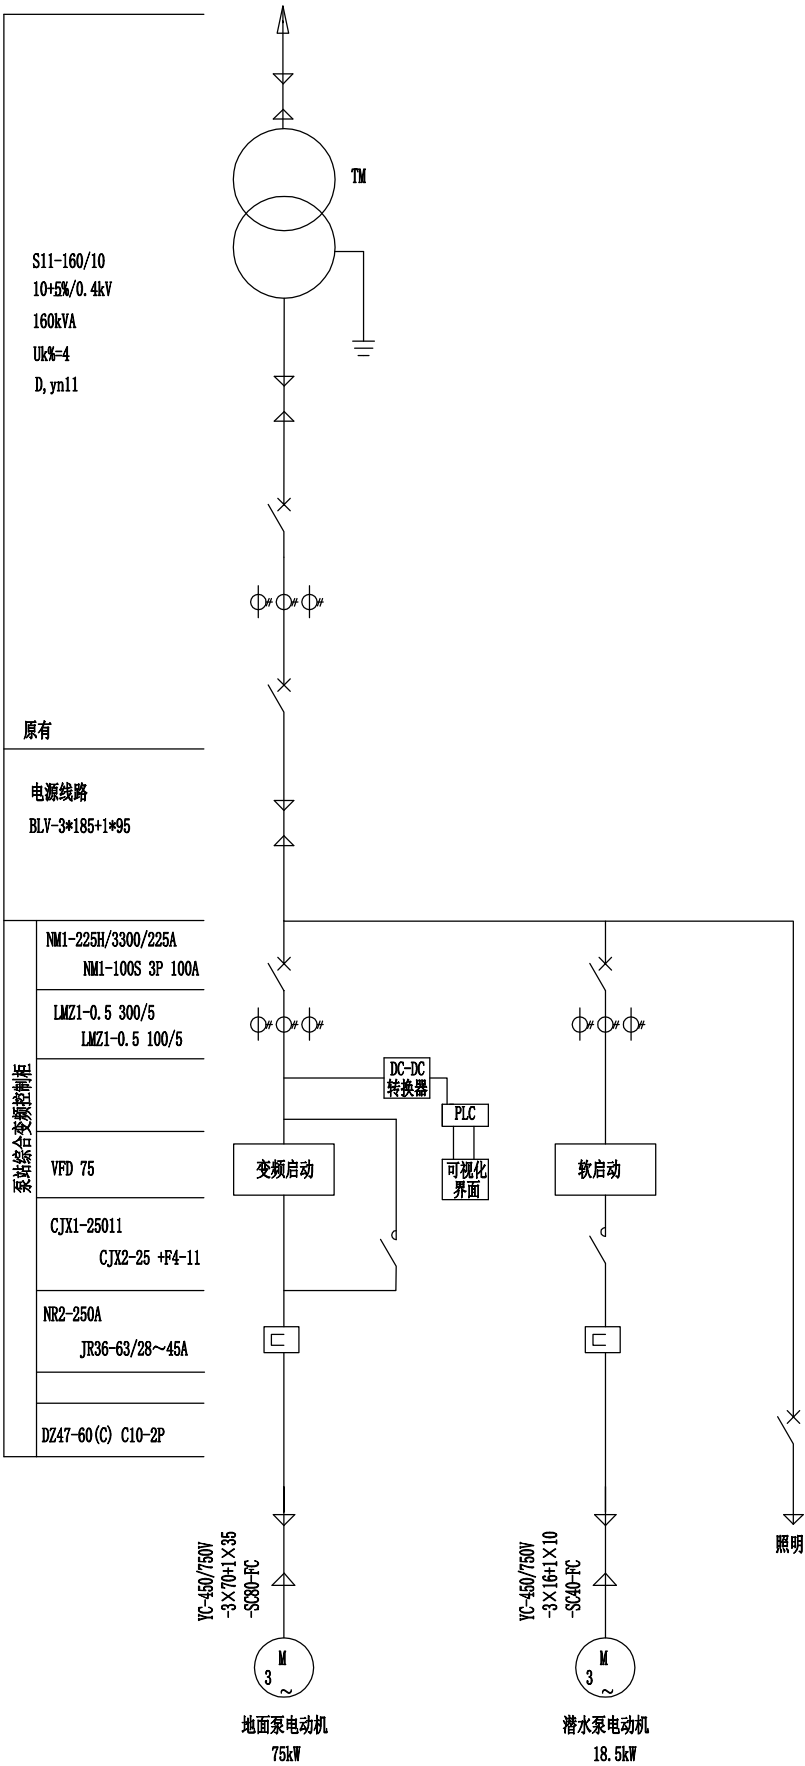 TM
S11-160/10
10+5%/0.4kV
160kVA
Uk%=4
D,yn11
原有
电源线路
BLV-3*185+1*95
泵站综合变频控制柜
NM1-225H/3300/225A
NM1-100S 3P 100A
LMZ1-0.5 300/5
LMZ1-0.5 100/5
DC-DC
转换器
PLC
可视化
界面
VFD 75
变频启动
软启动
CJX1-25011
CJX2-25 +F4-11
NR2-250A
JR36-63/28～45A
DZ47-60(C) C10-2P
照明
YC-450/750V
-3×70+1×35
-SC80-FC
YC-450/750V
-3×16+1×10
-SC40-FC
M
3 ~
M
3 ~
地面泵电动机
75kW
潜水泵电动机
18.5kW